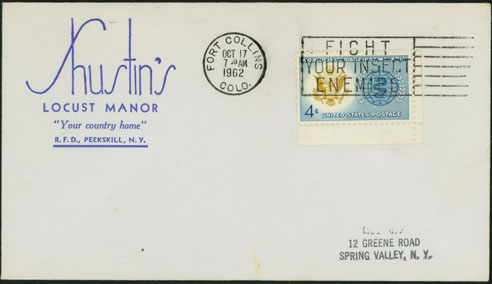 Shustin's
LOCUST MANOR
"Your country home"
R.F.D., PEEKSKILL, N.Y.
FORT COLLINS
OCT 17
1962
COLO.
FIGHT
YOUR INSECT
ENEMIES
4¢ UNITED STATES POSTAGE
12 GREENE ROAD
SPRING VALLEY, N. Y.